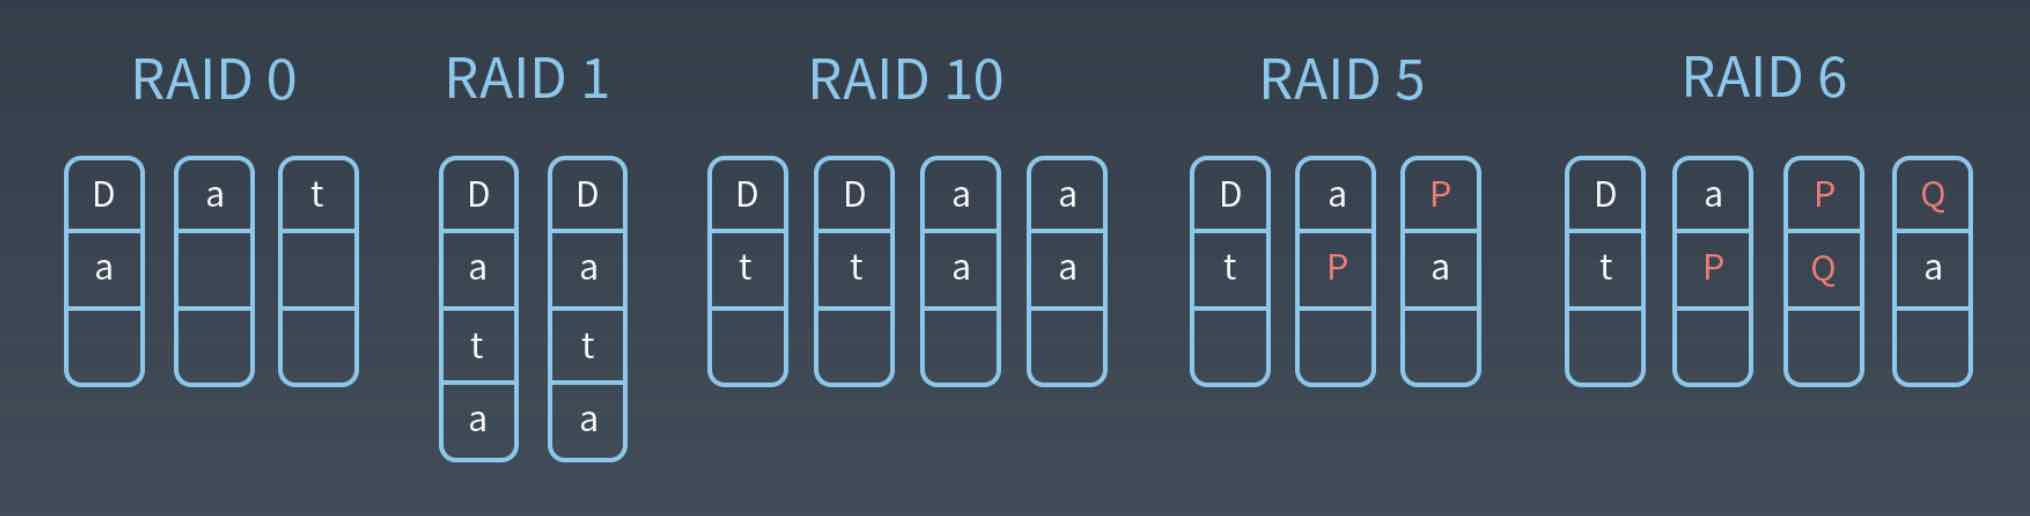 RAID 0 RAID 1 RAID 10 RAID 5 RAID 6
D a t D D D D a a D a P D a P Q
a a a t t a a t P a t P Q a
t t
a a